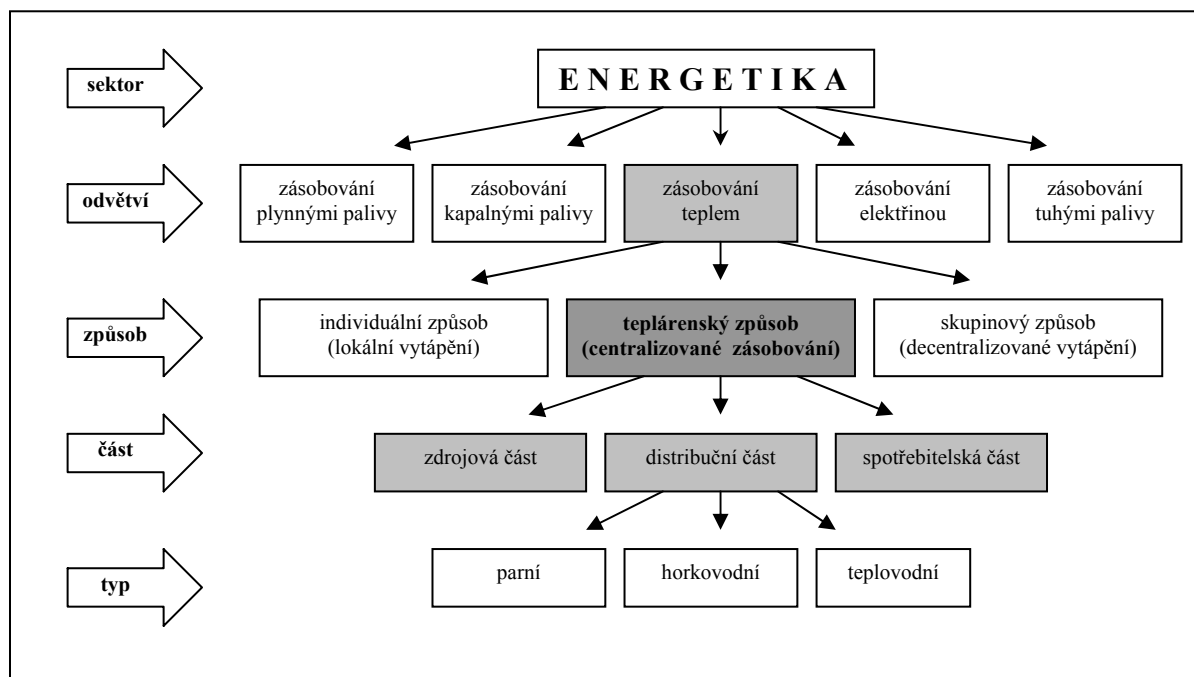 sektor
E N E R G E T I K A
odvětví
zásobování
plynnými palivy
zásobování
kapalnými palivy
zásobování
teplem
zásobování
elektřinou
zásobování
tuhými palivy
způsob
individuální způsob
(lokální vytápění)
teplárenský způsob
(centralizované zásobování)
skupinový způsob
(decentralizované vytápění)
část
zdrojová část
distribuční část
spotřebitelská část
typ
parní
horkovodní
teplovodní